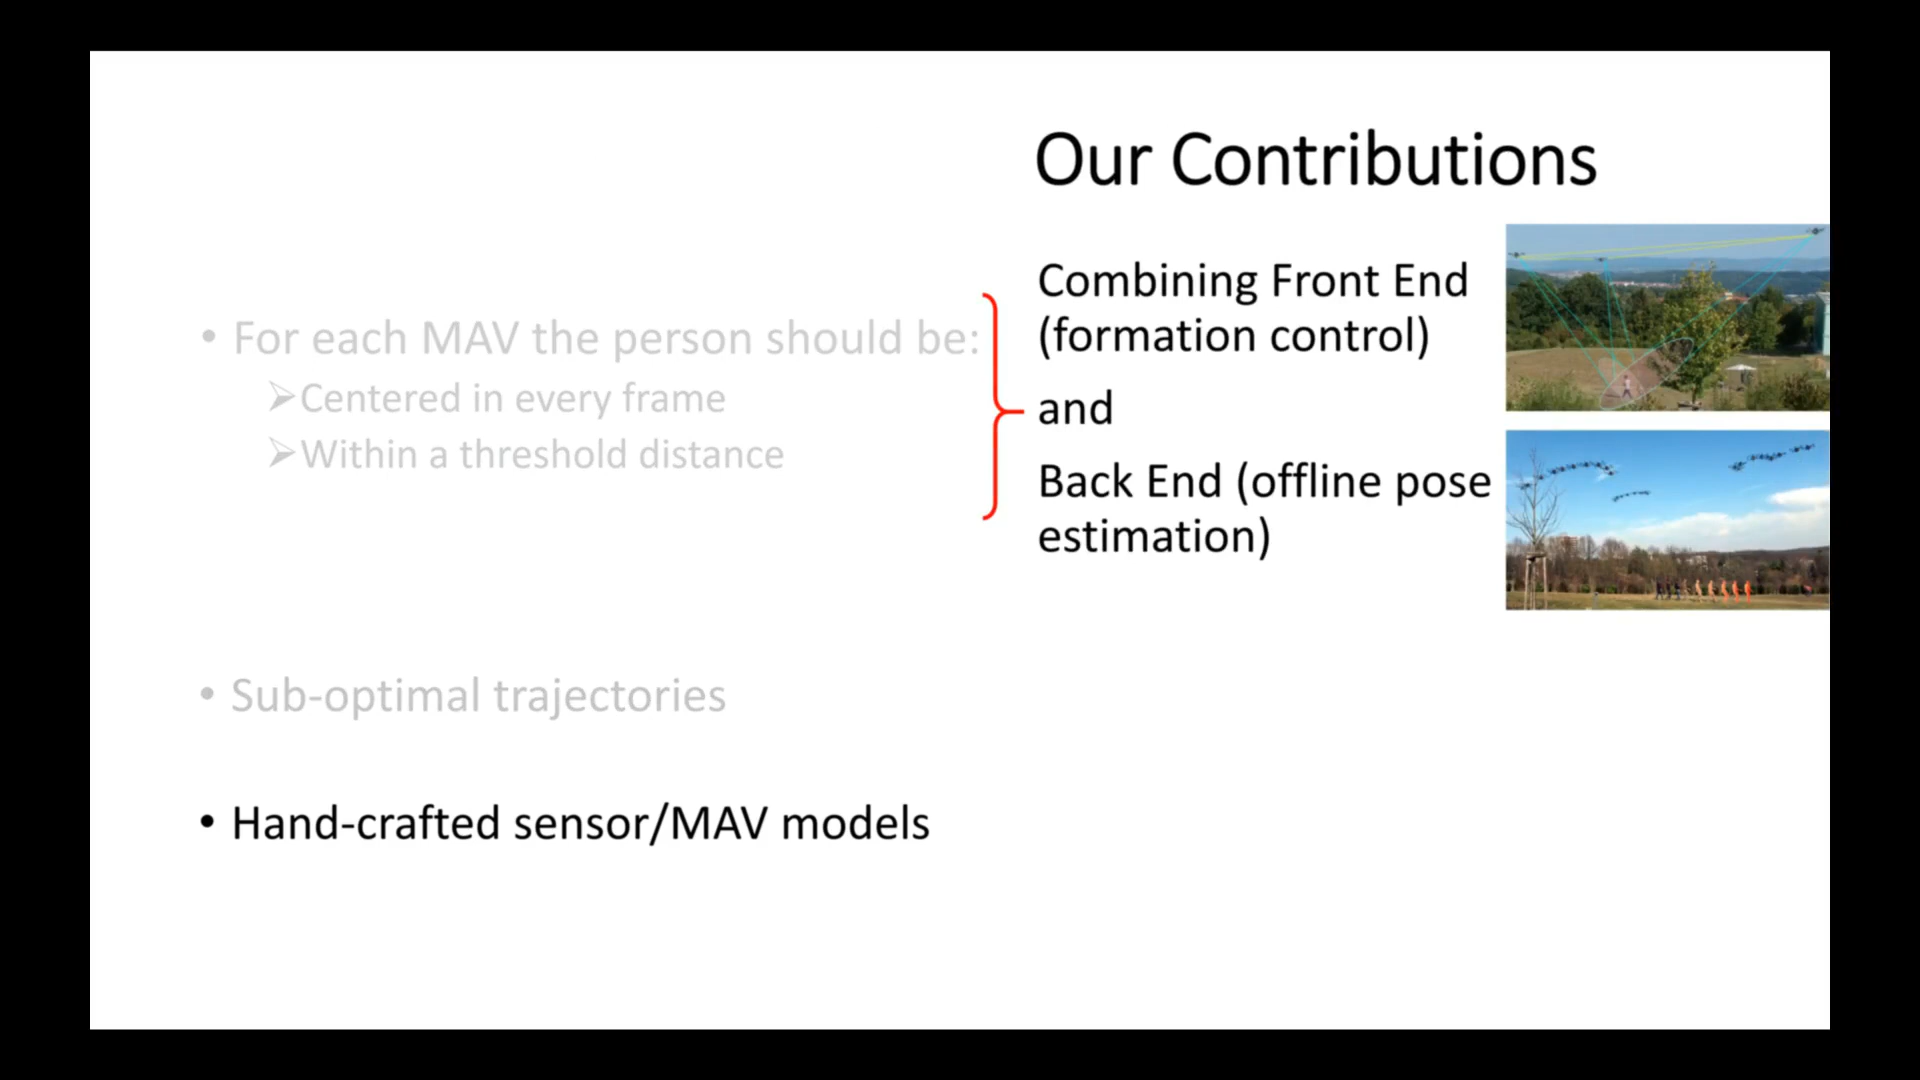 Our Contributions
• For each MAV the person should be:
➢Centered in every frame
➢Within a threshold distance
Combining Front End
(formation control)
and
Back End (offline pose
estimation)
• Sub-optimal trajectories
• Hand-crafted sensor/MAV models